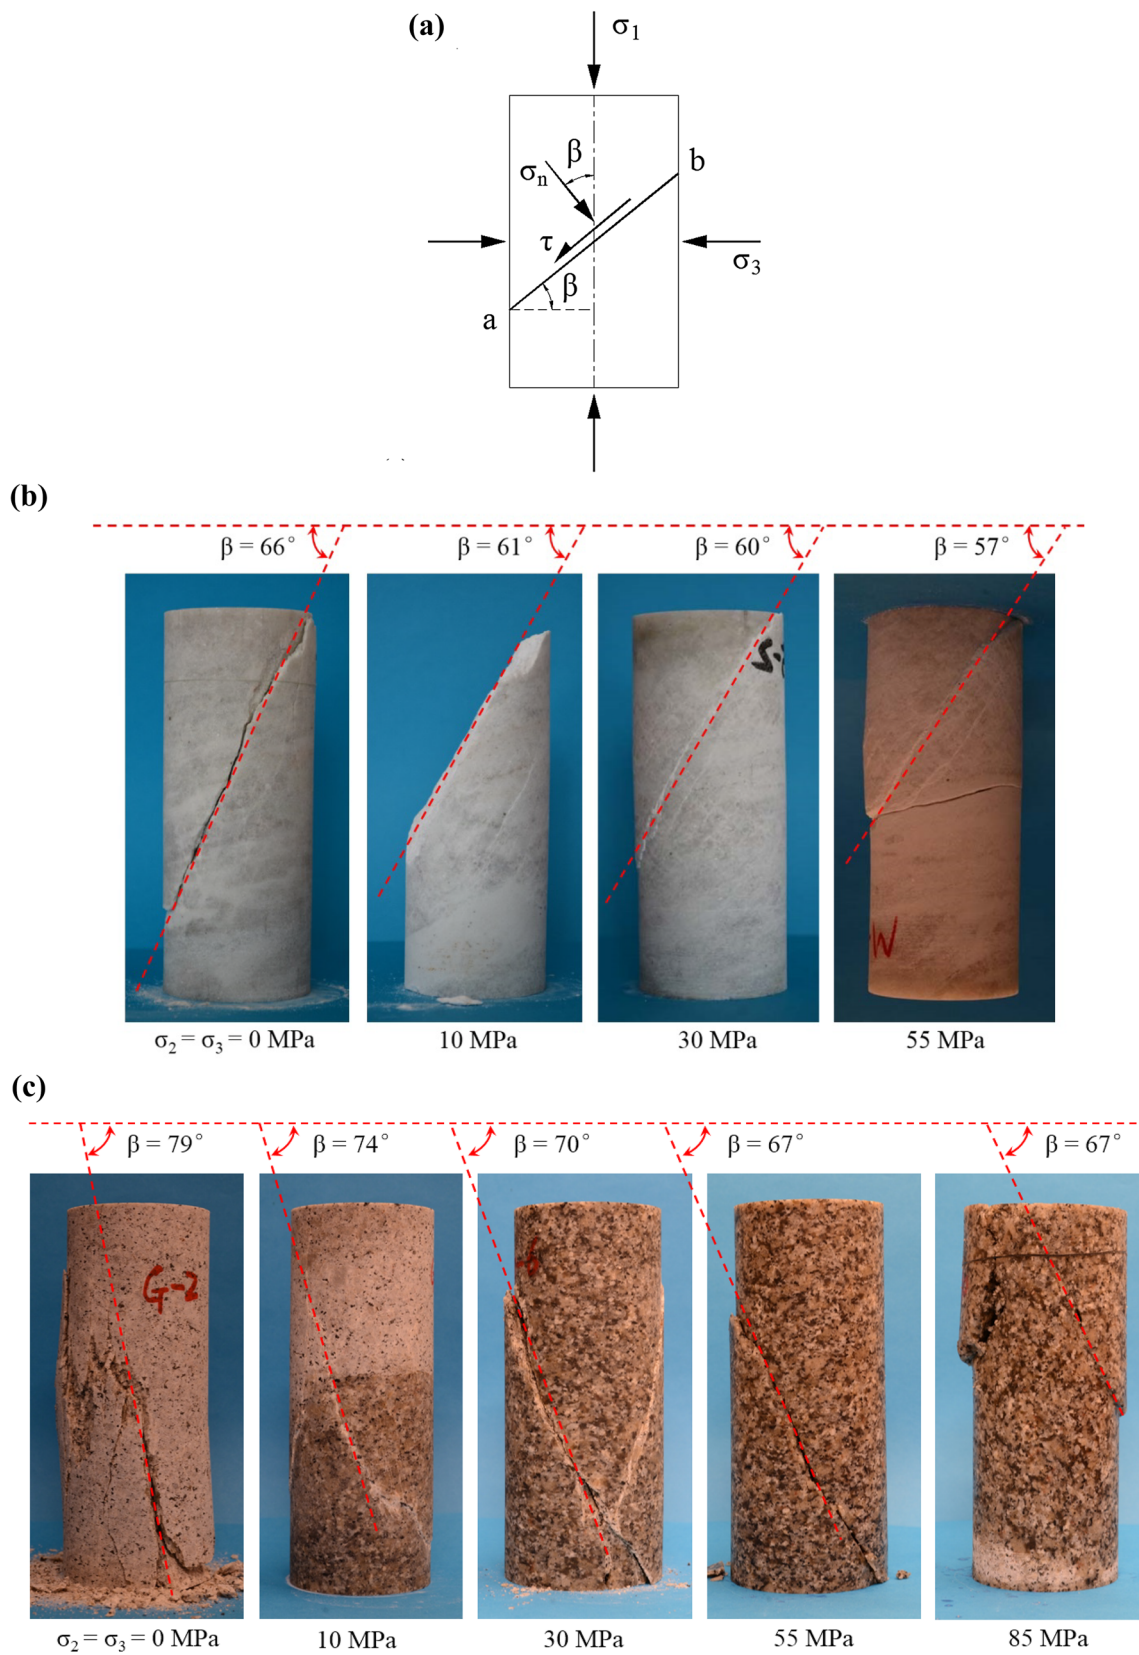 (a)
σ1
β
σn
b
τ
β
σ3
a
(b)
β = 66°
β = 61°
β = 60°
β = 57°
W
σ2 = σ3 = 0 MPa
10 MPa
30 MPa
55 MPa
(c)
β = 79°
β = 74°
β = 70°
β = 67°
β = 67°
G-2
σ2 = σ3 = 0 MPa
10 MPa
30 MPa
55 MPa
85 MPa